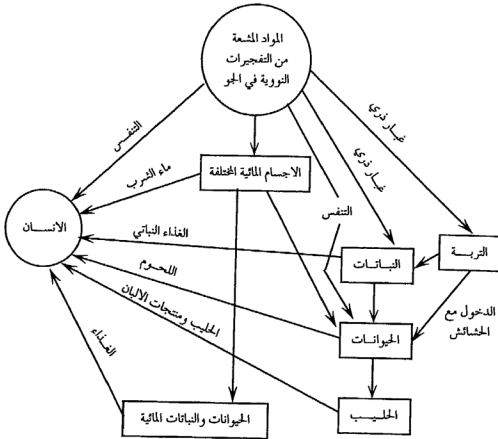 المواد المشعة
من التفجيرات
النووية في الجو
غبار ذري
التنفس
غبار ذري
ماء الشرب
الاجسام المائية المختلفة
التنفس
الانسان
الغذاء النباتي
النباتات
التربة
اللحوم
الدخول مع
الحشائش
الحيوانات
الحليب ومنتجات الالبان
الغذاء
الحليب
الحيوانات والنباتات المائية